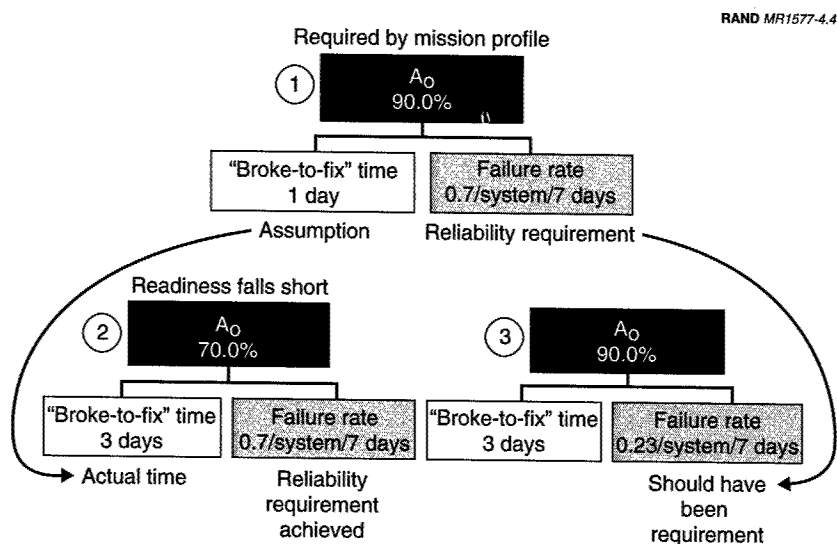 RAND MR1577-4.4
Required by mission profile
1
AO
90.0%
"Broke-to-fix" time
1 day
Failure rate
0.7/system/7 days
Assumption
Reliability requirement
Readiness falls short
2
AO
70.0%
3
AO
90.0%
"Broke-to-fix" time
3 days
Failure rate
0.7/system/7 days
"Broke-to-fix" time
3 days
Failure rate
0.23/system/7 days
Actual time
Reliability
requirement
achieved
Should have
been
requirement